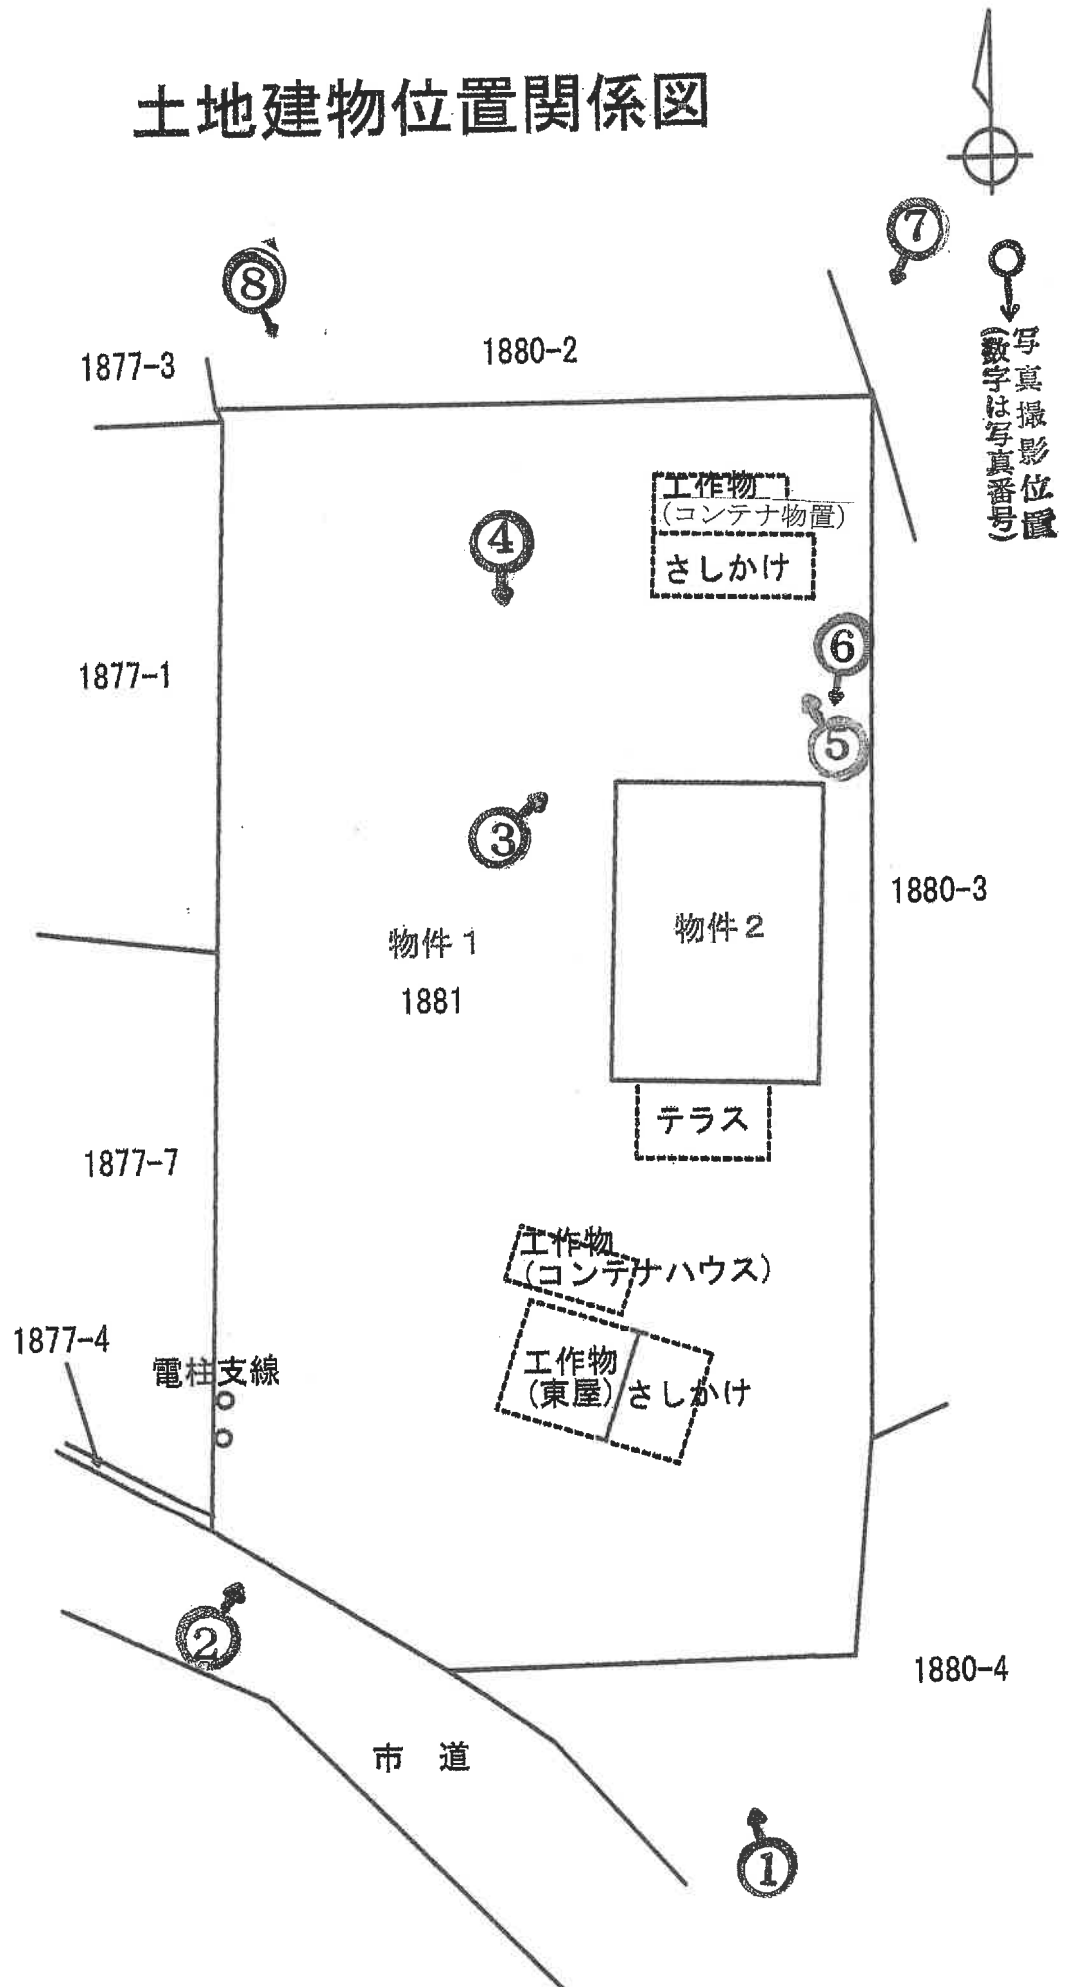 土地建物位置関係図
⑦
⑧
写真撮影位置
(数字は写真番号)
1877-3
1880-2
工作物
(コンテナ物置)
さしかけ
④
⑥
1877-1
⑤
③
1880-3
物件2
物件1
1881
テラス
1877-7
工作物
(コンテナハウス)
1877-4
電柱支線
工作物
(東屋)
さしかけ
②
1880-4
市 道
①